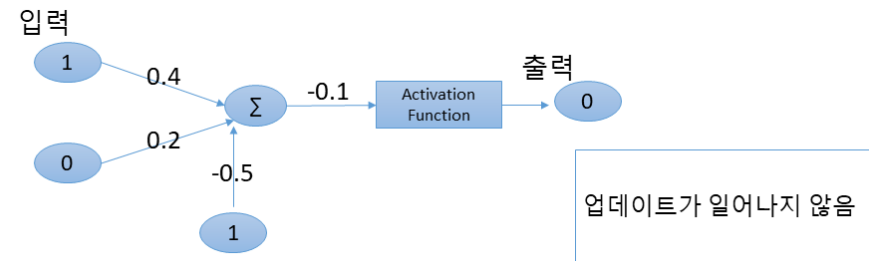 입력
1
0.4
0
0.2
-0.5
1
∑
-0.1
Activation
Function
출력
0
업데이트가 일어나지 않음